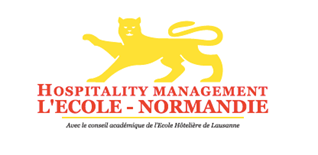 HOSPITALITY MANAGEMENT
L'ECOLE - NORMANDIE
Avec le conseil académique de l'Ecole Hôtelière de Lausanne